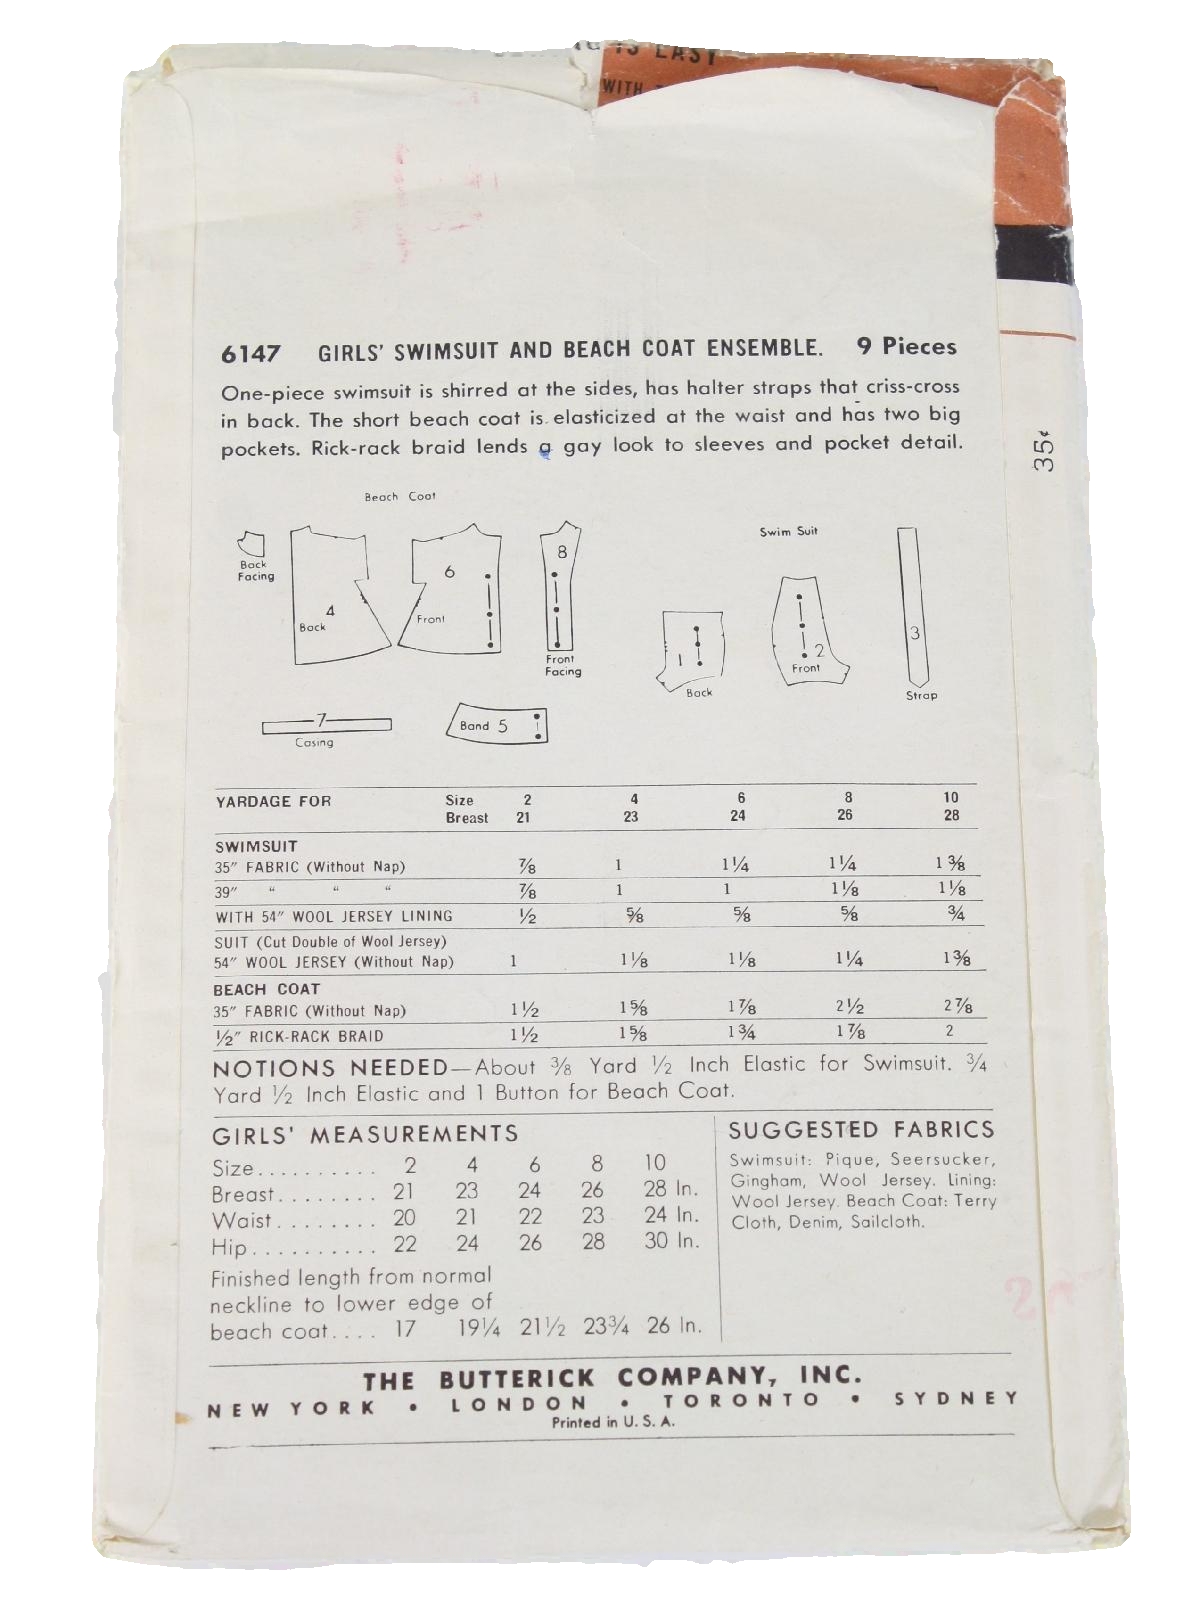 IS EASY
WITH
35¢
6147 GIRLS' SWIMSUIT AND BEACH COAT ENSEMBLE. 9 Pieces
One-piece swimsuit is shirred at the sides, has halter straps that criss-cross
in back. The short beach coat is elasticized at the waist and has two big
pockets. Rick-rack braid lends a gay look to sleeves and pocket detail.
Beach Coat
Swim Suit
Back
Facing
4
Back
6
Front
8
Front
Facing
1
Back
2
Front
3
Strap
7
Casing
Band 5
YARDAGE FOR Size 2 4 6 8 10
Breast 21 23 24 26 28
SWIMSUIT
35" FABRIC (Without Nap) ⅞ 1 1¼ 1¼ 1⅜
39" " " " ⅞ 1 1 1⅛ 1⅛
WITH 54" WOOL JERSEY LINING ½ ⅝ ⅝ ⅝ ¾
SUIT (Cut Double of Wool Jersey)
54" WOOL JERSEY (Without Nap) 1 1⅛ 1⅛ 1¼ 1⅜
BEACH COAT
35" FABRIC (Without Nap) 1½ 1⅝ 1⅞ 2½ 2⅞
½" RICK-RACK BRAID 1½ 1⅝ 1¾ 1⅞ 2
NOTIONS NEEDED—About ⅜ Yard ½ Inch Elastic for Swimsuit. ¾
Yard ½ Inch Elastic and 1 Button for Beach Coat.
GIRLS' MEASUREMENTS
Size.......... 2 4 6 8 10
Breast........ 21 23 24 26 28 In.
Waist........ 20 21 22 23 24 In.
Hip.......... 22 24 26 28 30 In.
Finished length from normal
neckline to lower edge of
beach coat.... 17 19¼ 21½ 23¾ 26 In.
SUGGESTED FABRICS
Swimsuit: Pique, Seersucker,
Gingham, Wool Jersey. Lining:
Wool Jersey. Beach Coat: Terry
Cloth, Denim, Sailcloth.
THE BUTTERICK COMPANY, INC.
NEW YORK • LONDON • TORONTO • SYDNEY
Printed in U. S. A.